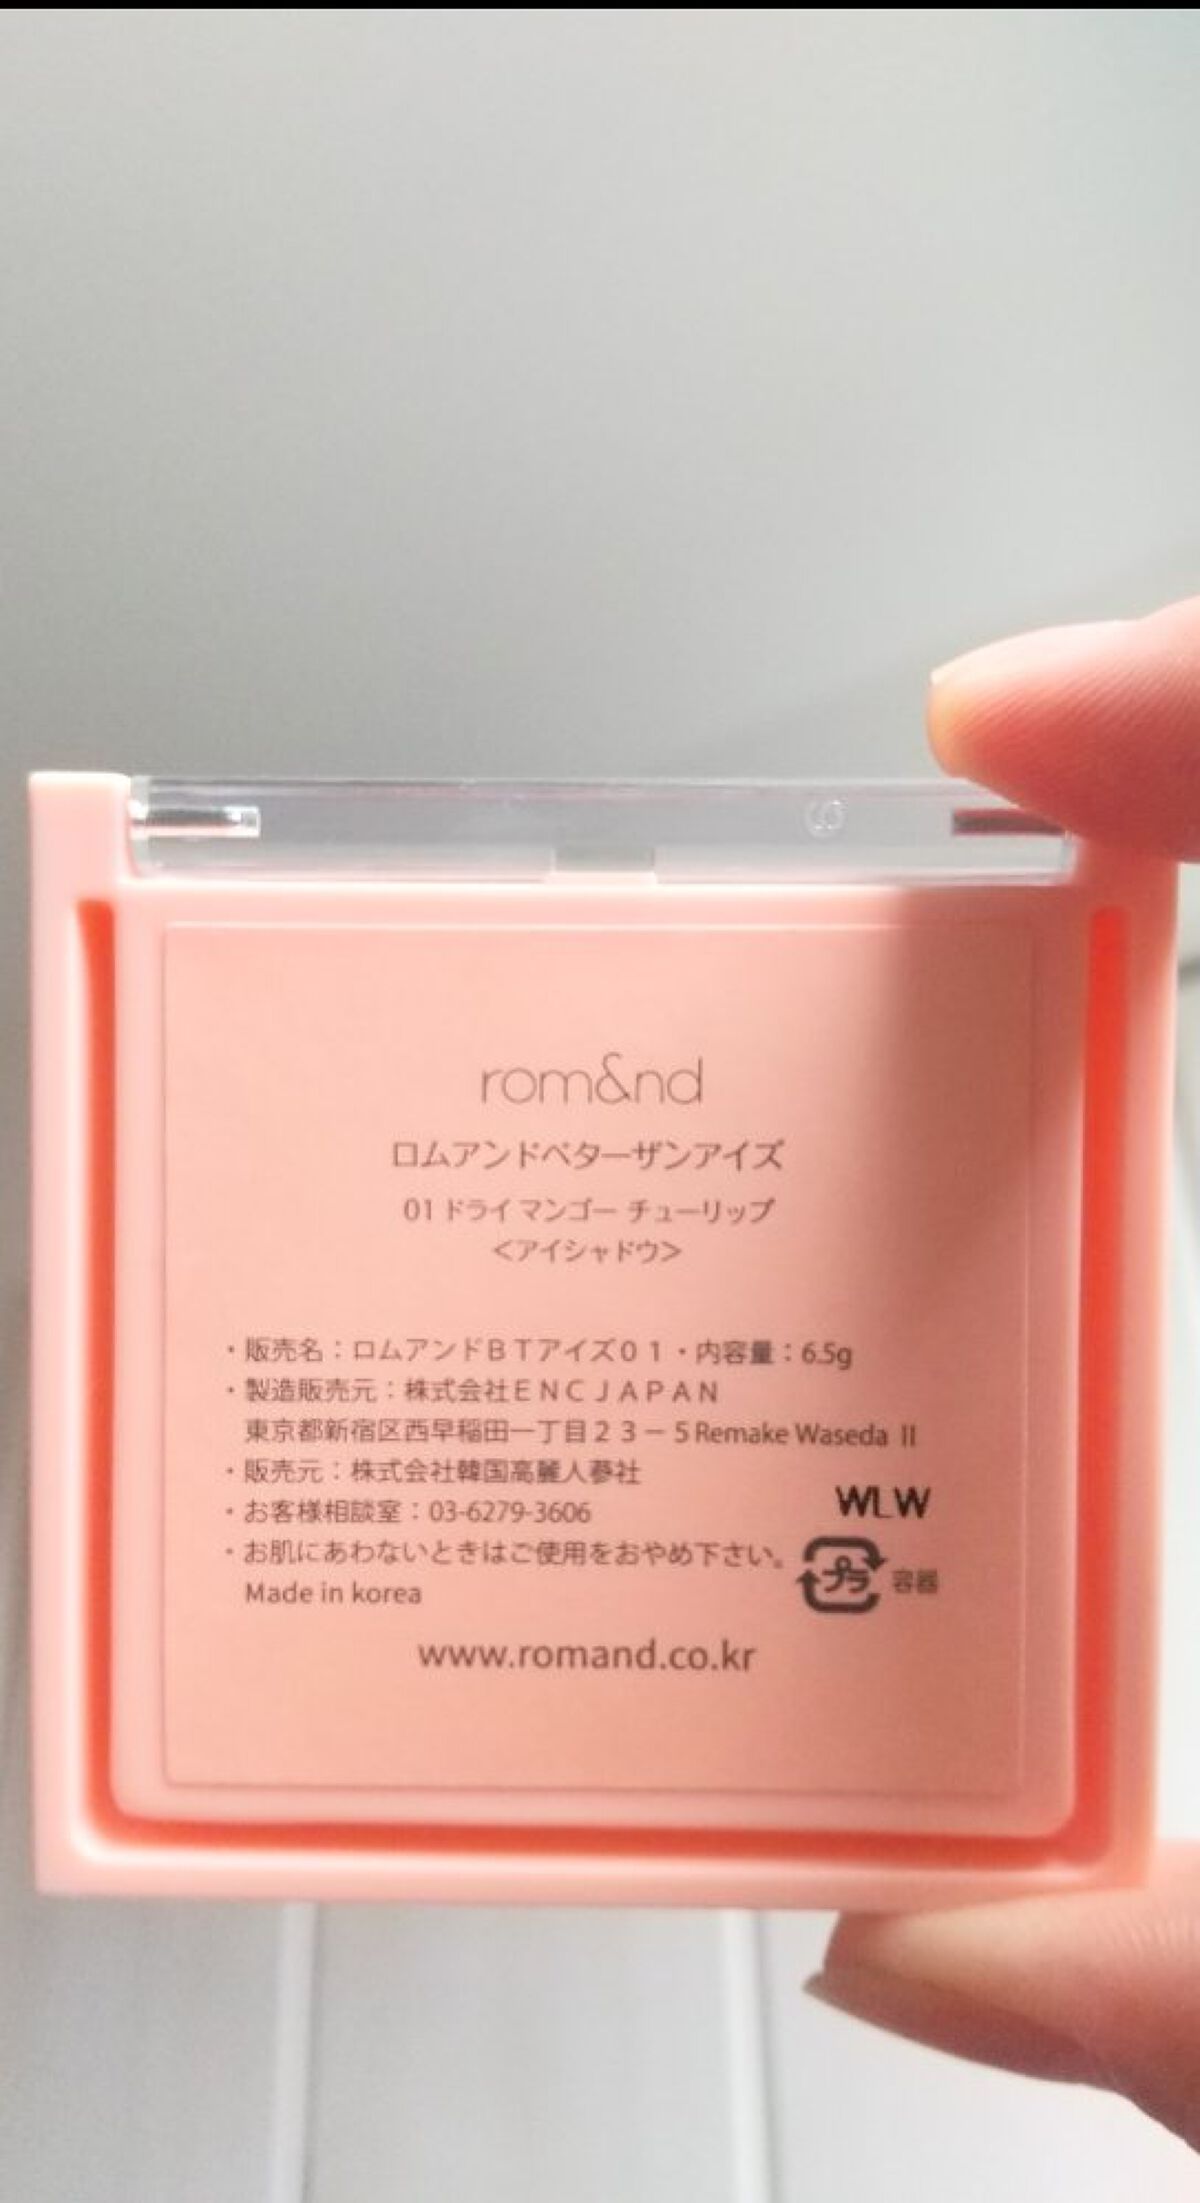 rom&nd
ロムアンドベターザンアイズ
01 ドライ マンゴー チューリップ
<アイシャドウ>
・販売名:ロムアンドBTアイズ01・内容量:6.5g
・製造販売元:株式会社ENCJAPAN
東京都新宿区西早稲田一丁目23-5 Remake Waseda II
・販売元:株式会社韓国高麗人蔘社
・お客様相談室:03-6279-3606
WLW
・お肌にあわないときはご使用をおやめ下さい。
プラ 容器
Made in korea
www.romand.co.kr